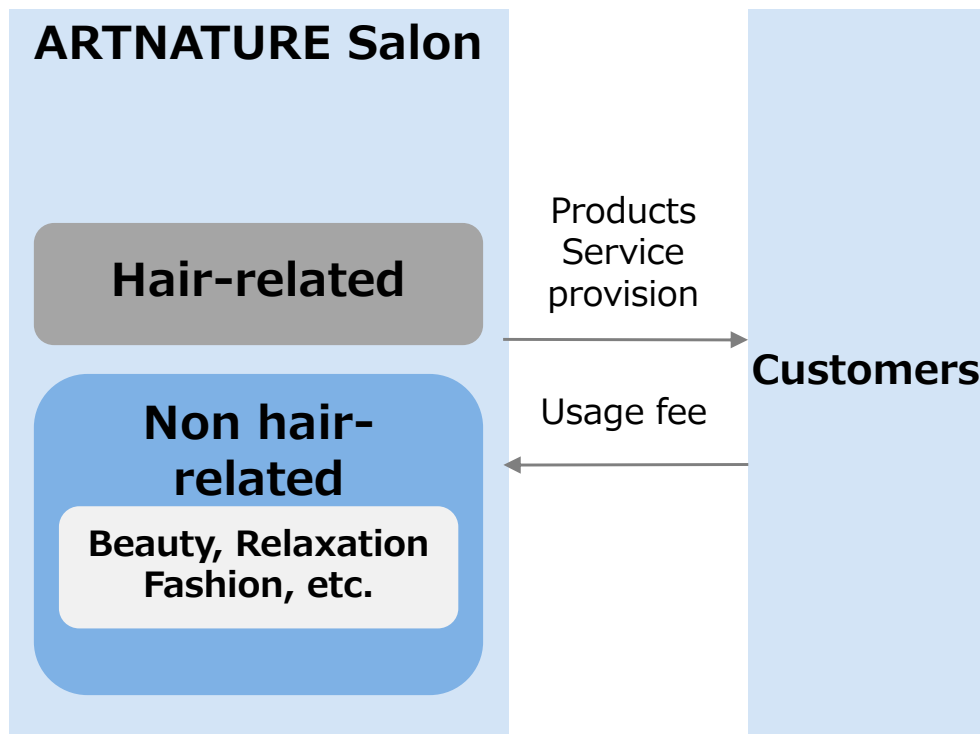 ARTNATURE Salon
Hair-related
Non hair-
related
Beauty, Relaxation
Fashion, etc.
Products
Service
provision
Usage fee
Customers